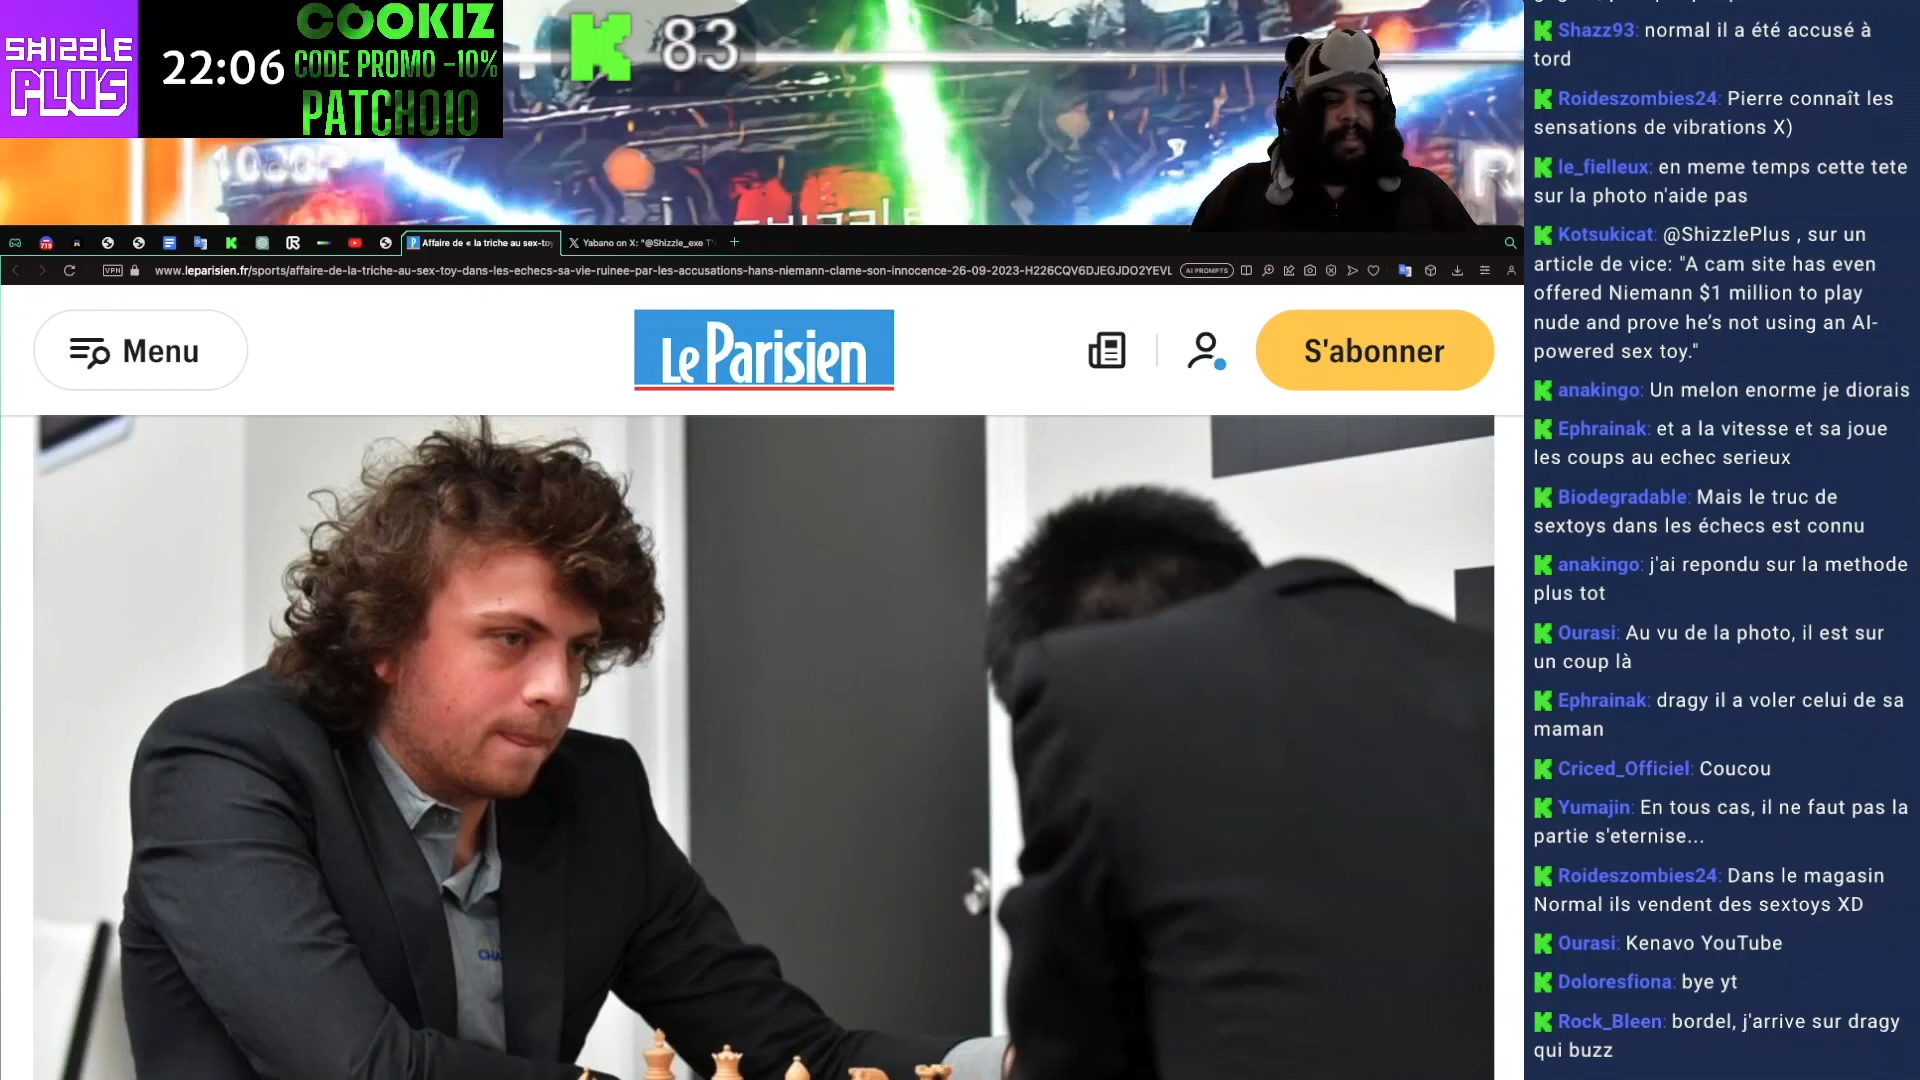 SHIZZLE
PLUS
22:06
COOKIZ
CODE PROMO -10%
PATCHO10
83
Shazz93: normal il a été accusé à
tord
Roideszombies24: Pierre connaît les
sensations de vibrations X)
le_fielleux: en meme temps cette tete
sur la photo n'aide pas
Kotsukicat: @ShizzlePlus , sur un
article de vice: "A cam site has even
offered Niemann $1 million to play
nude and prove he's not using an AI-
powered sex toy."
anakingo: Un melon enorme je diorais
Ephrainak: et a la vitesse et sa joue
les coups au echec serieux
Biodegradable: Mais le truc de
sextoys dans les échecs est connu
anakingo: j'ai repondu sur la methode
plus tot
Ourasi: Au vu de la photo, il est sur
un coup là
Ephrainak: dragy il a voler celui de sa
maman
Criced_Officiel: Coucou
Yumajin: En tous cas, il ne faut pas la
partie s'eternise...
Roideszombies24: Dans le magasin
Normal ils vendent des sextoys XD
Ourasi: Kenavo YouTube
Doloresfiona: bye yt
Rock_Bleen: bordel, j'arrive sur dragy
qui buzz
Affaire de « la triche au sex-toy
Yabano on X: "@Shizzle_exe T'
VPN
www.leparisien.fr/sports/affaire-de-la-triche-au-sex-toy-dans-les-echecs-sa-vie-ruinee-par-les-accusations-hans-niemann-clame-son-innocence-26-09-2023-H226CQV6DJEGJDO2YEVL
AI PROMPTS
Menu
Le Parisien
S'abonner